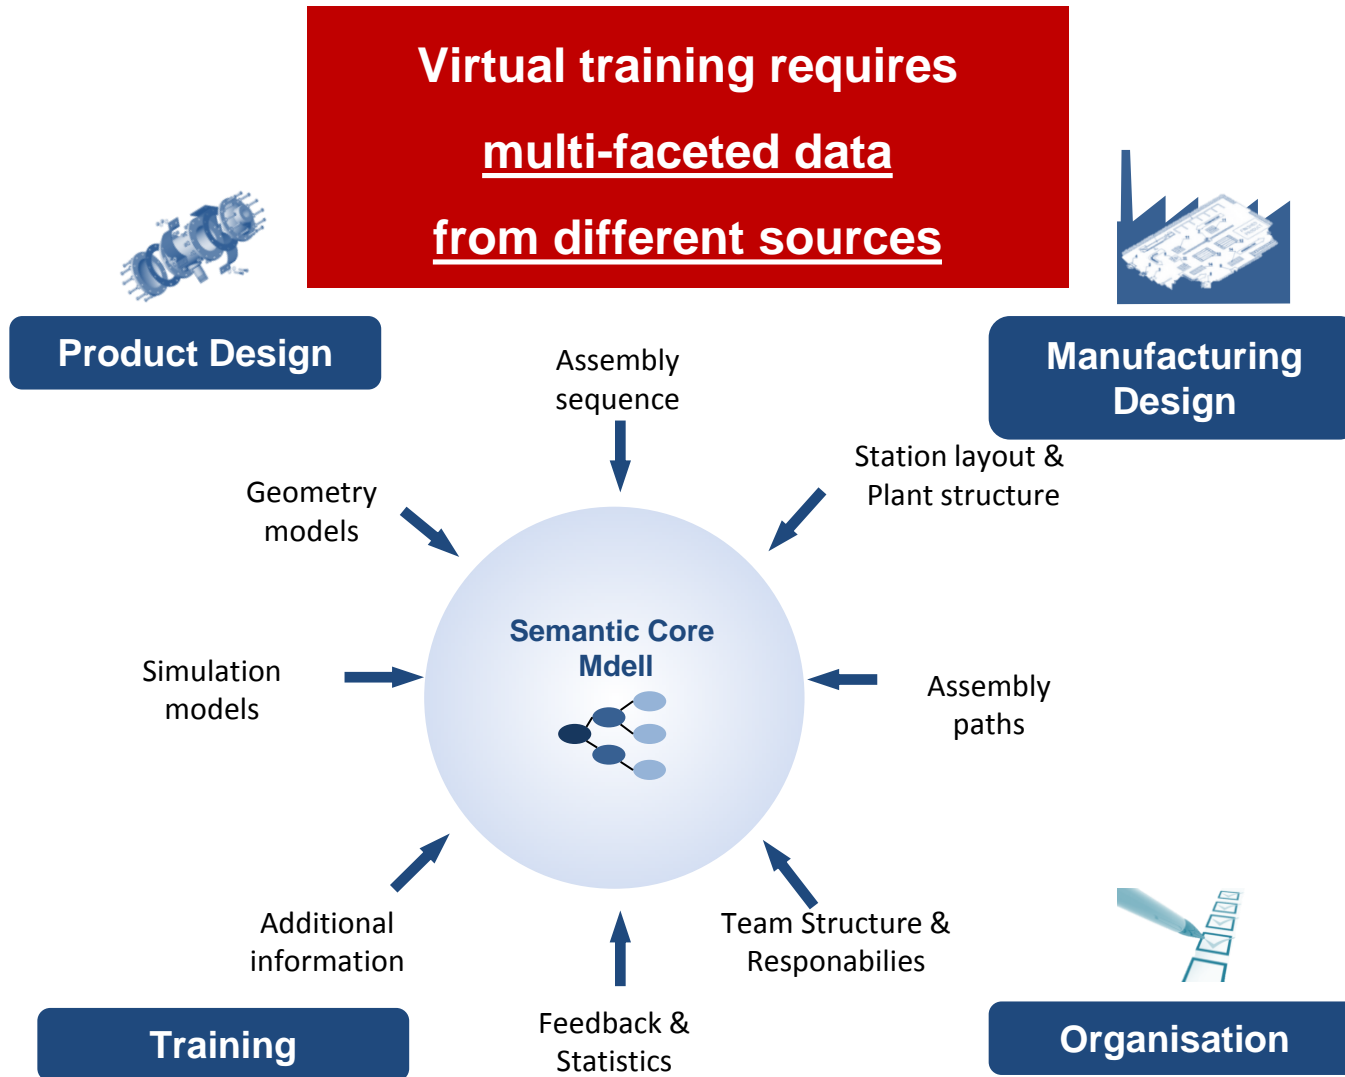 Virtual training requires
multi-faceted data
from different sources
Product Design
Manufacturing
Design
Assembly
sequence
Station layout &
Plant structure
Geometry
models
Semantic Core
Mdell
Simulation
models
Assembly
paths
Additional
information
Team Structure &
Responabilies
Feedback &
Statistics
Training
Organisation